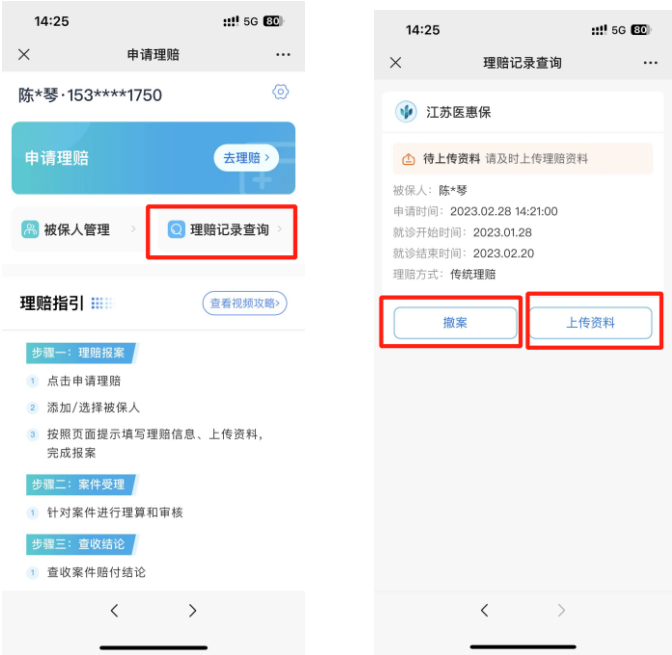 14:25
5G 80
申请理赔
陈*琴·153****1750
申请理赔
去理赔
被保人管理
理赔记录查询
理赔指引
查看视频攻略>
步骤一：理赔报案
1 点击申请理赔
2 添加/选择被保人
3 按照页面提示填写理赔信息、上传资料，
完成报案
步骤二：案件受理
1 针对案件进行理算和审核
步骤三：查收结论
1 查收案件赔付结论
14:25
5G 80
理赔记录查询
江苏医惠保
待上传资料 请及时上传理赔资料
被保人：陈*琴
申请时间：2023.02.28 14:21:00
就诊开始时间：2023.01.28
就诊结束时间：2023.02.20
理赔方式：传统理赔
撤案
上传资料